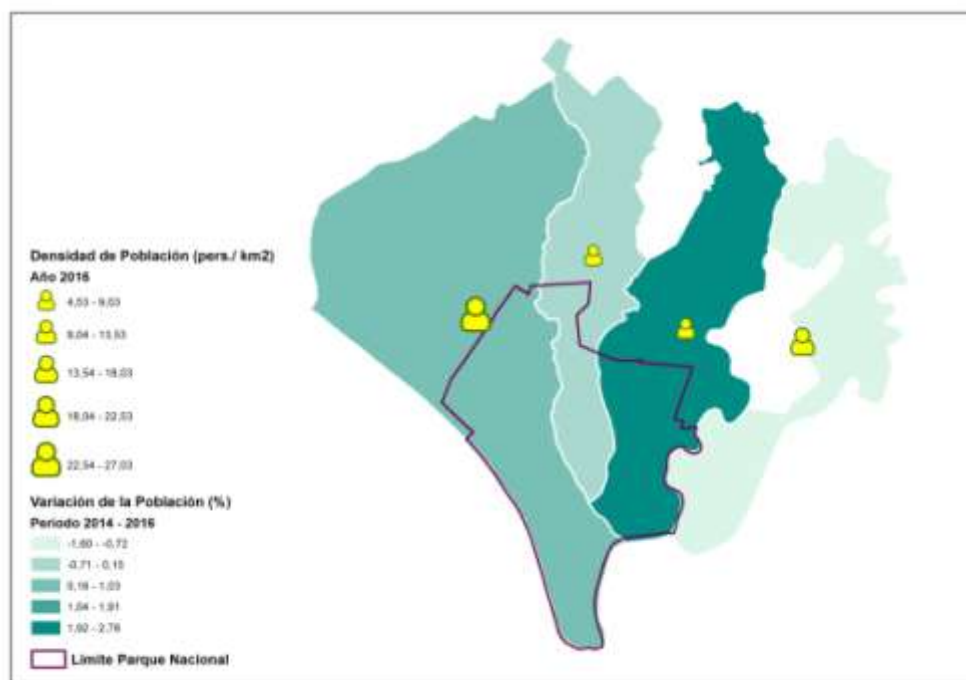 Densidad de Población (pers./ km2)
Año 2016
4,53 - 9,03
9,04 - 13,53
13,54 - 18,03
18,04 - 22,53
22,54 - 27,03
Variación de la Población (%)
Periodo 2014 - 2016
-1,60 - -0,72
-0,71 - 0,15
0,16 - 1,03
1,04 - 1,91
1,92 - 2,78
Límite Parque Nacional